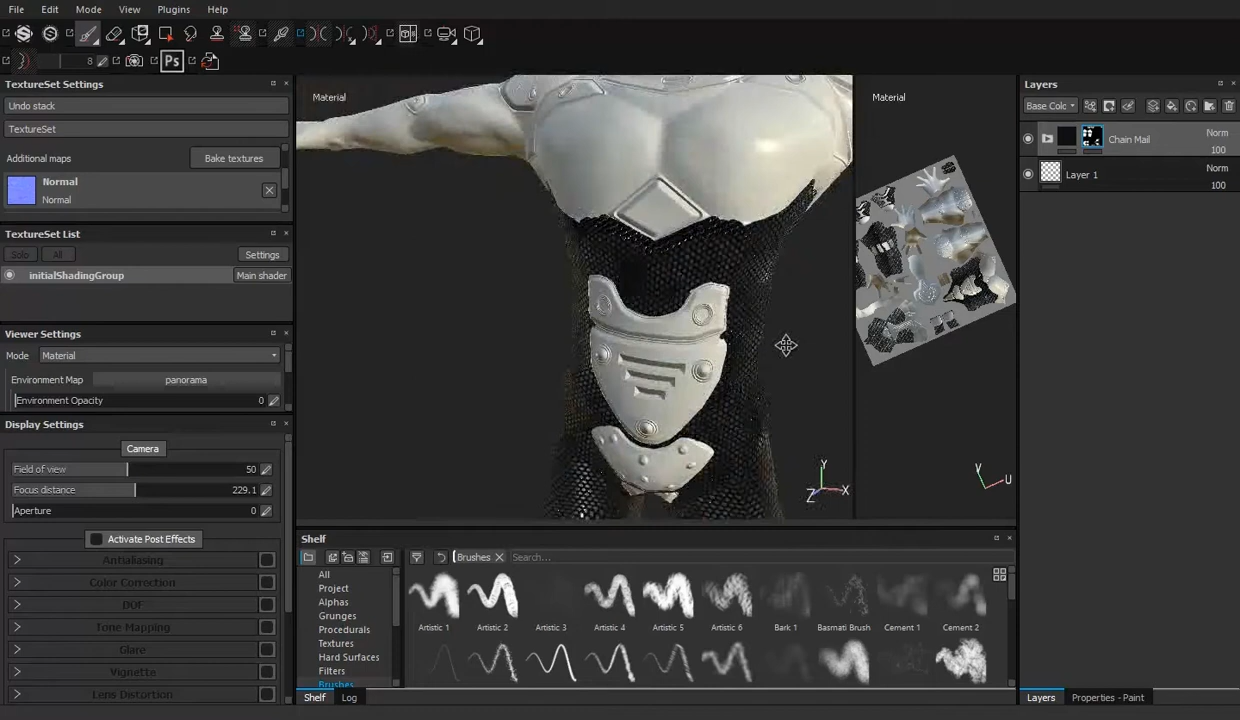 File Edit Mode View Plugins Help
8
Ps
TextureSet Settings
Undo stack
TextureSet
Additional maps Bake textures
Normal
Normal
TextureSet List
Solo All Settings
initialShadingGroup Main shader
Viewer Settings
Mode Material
Environment Map panorama
Environment Opacity 0
Display Settings
Camera
Field of view 50
Focus distance 229.1
Aperture 0
Activate Post Effects
Antialiasing
Color Correction
DOF
Tone Mapping
Glare
Vignette
Lens Distortion
Material
Y
Z X
Material
V
U
Shelf
Brushes Search...
All
Project
Alphas
Grunges
Procedurals
Textures
Hard Surfaces
Filters
Brushes
Artistic 1 Artistic 2 Artistic 3 Artistic 4 Artistic 5 Artistic 6 Bark 1 Basmati Brush Cement 1 Cement 2
Shelf Log
Layers
Base Colo
Chain Mail Norm
100
Layer 1 Norm
100
Layers Properties - Paint